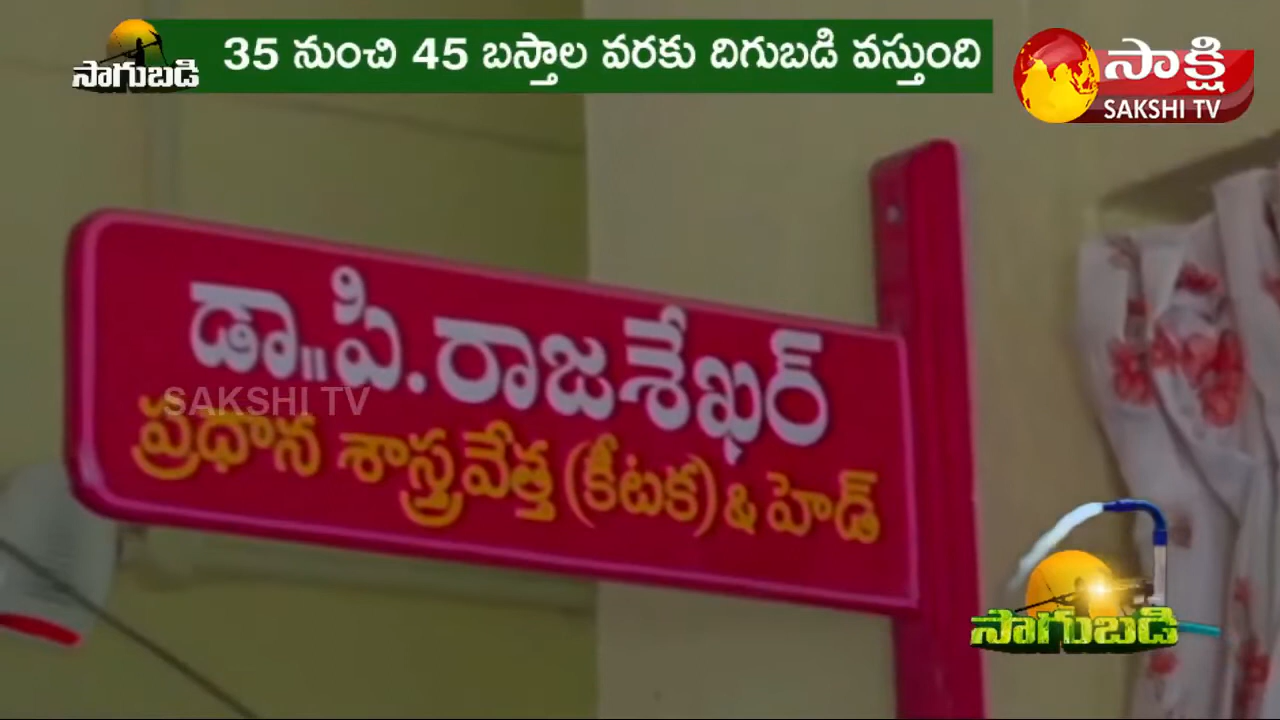 సాగుబడి
35 నుంచి 45 బస్తాల వరకు దిగుబడి వస్తుంది
సాక్షి
SAKSHI TV
డా..పి.రాజశేఖర్
SAKSHI TV
ప్రధాన శాస్త్రవేత్త (కీటక) & హెడ్
సాగుబడి